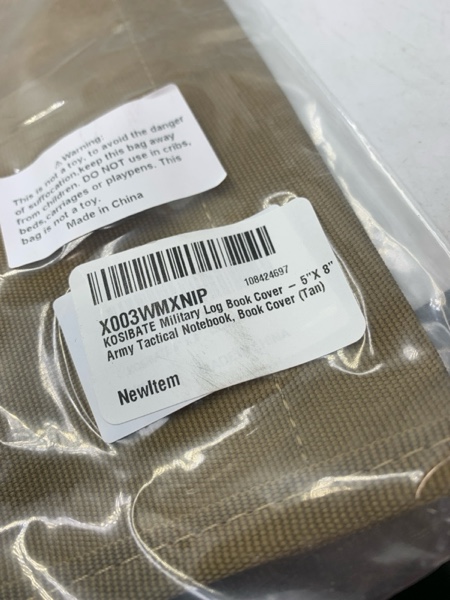 ⚠ Warning:
This is not a toy, to avoid the danger
of suffocation,keep this bag away
from children. DO NOT use in cribs,
beds,carriages or playpens. This
bag is not a toy.
Made in China
108424697
X003WMXNIP
KOSIBATE Military Log Book Cover – 5"X 8"
Army Tactical Notebook, Book Cover (Tan)
NewItem